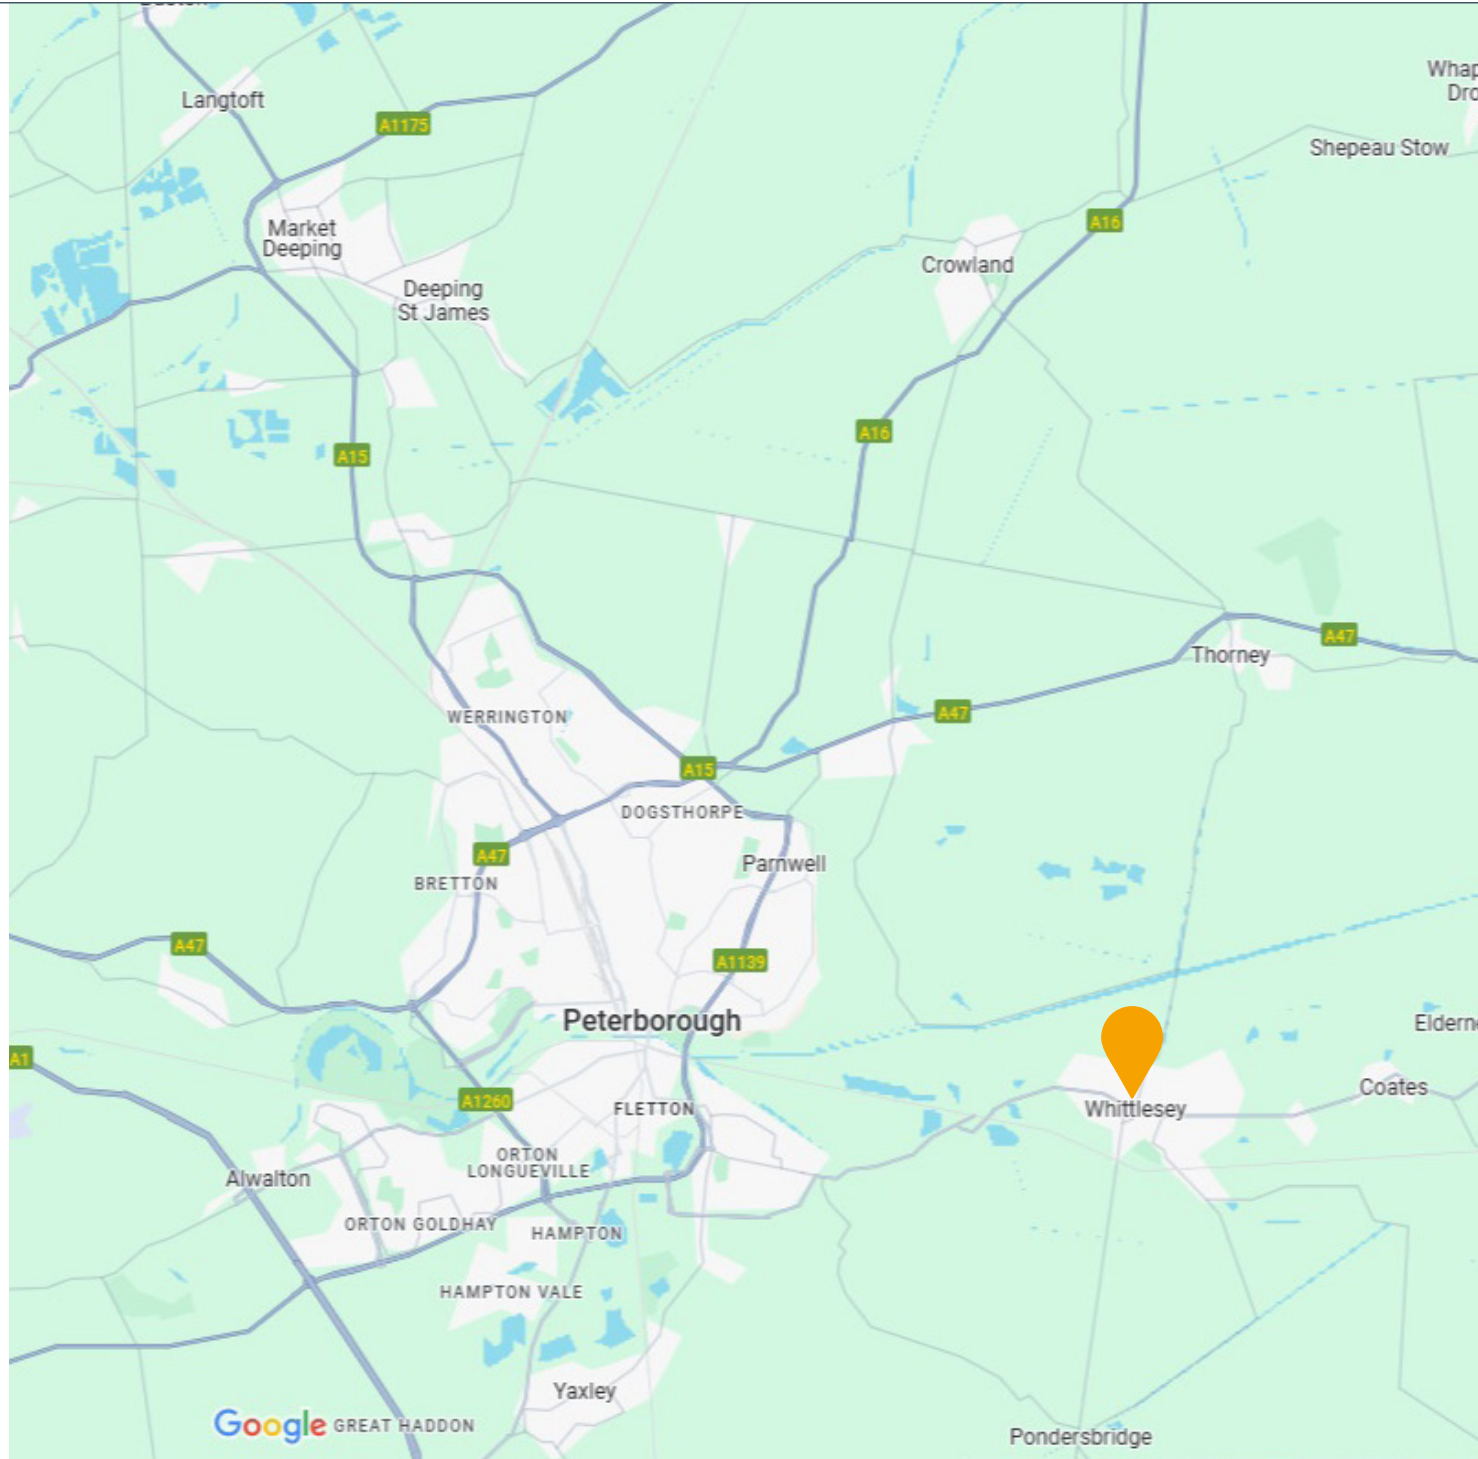 Langtoft
A1175
Shepeau Stow
Market
Deeping
A16
Crowland
Deeping
St James
A16
A15
A47
Thorney
A47
WERRINGTON
A15
DOGSTHORPE
A47
Parnwell
BRETTON
A47
A1139
Peterborough
A1
Coates
A1260
FLETTON
Whittlesey
ORTON
LONGUEVILLE
Alwalton
ORTON GOLDHAY
HAMPTON
HAMPTON VALE
Yaxley
Google
GREAT HADDON
Pondersbridge